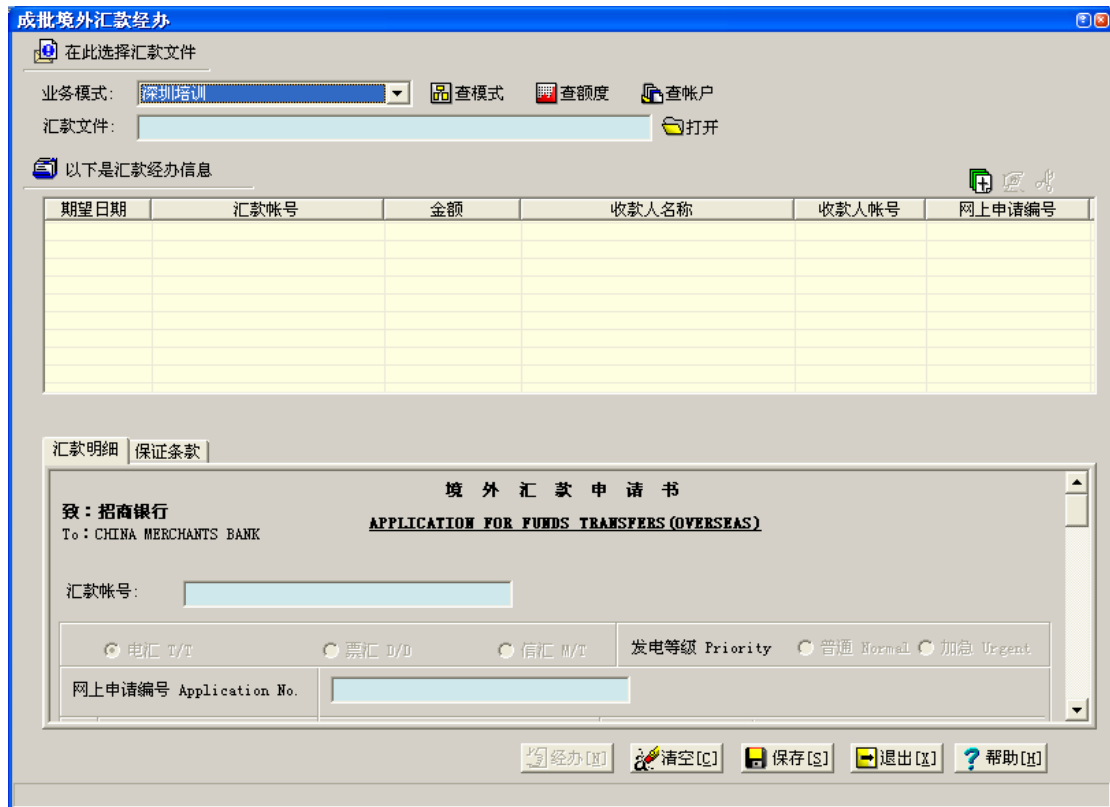 成批境外汇款经办
在此选择汇款文件
业务模式: 深圳培训 查模式 查额度 查帐户
汇款文件: 打开
以下是汇款经办信息
期望日期 汇款帐号 金额 收款人名称 收款人帐号 网上申请编号
汇款明细 保证条款
境 外 汇 款 申 请 书
致：招商银行
APPLICATION FOR FUNDS TRANSFERS(OVERSEAS)
To：CHINA MERCHANTS BANK
汇款帐号:
电汇 T/T 票汇 D/D 信汇 M/T 发电等级 Priority 普通 Normal 加急 Urgent
网上申请编号 Application No.
经办[N] 清空[C] 保存[S] 退出[X] 帮助[H]